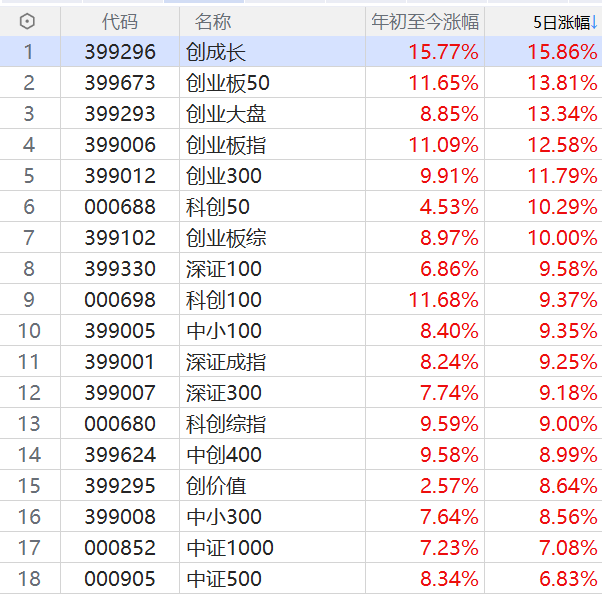 代码 名称 年初至今涨幅 5日涨幅↓
1 399296 创成长 15.77% 15.86%
2 399673 创业板50 11.65% 13.81%
3 399293 创业大盘 8.85% 13.34%
4 399006 创业板指 11.09% 12.58%
5 399012 创业300 9.91% 11.79%
6 000688 科创50 4.53% 10.29%
7 399102 创业板综 8.97% 10.00%
8 399330 深证100 6.86% 9.58%
9 000698 科创100 11.68% 9.37%
10 399005 中小100 8.40% 9.35%
11 399001 深证成指 8.24% 9.25%
12 399007 深证300 7.74% 9.18%
13 000680 科创综指 9.59% 9.00%
14 399624 中创400 9.58% 8.99%
15 399295 创价值 2.57% 8.64%
16 399008 中小300 7.64% 8.56%
17 000852 中证1000 7.23% 7.08%
18 000905 中证500 8.34% 6.83%